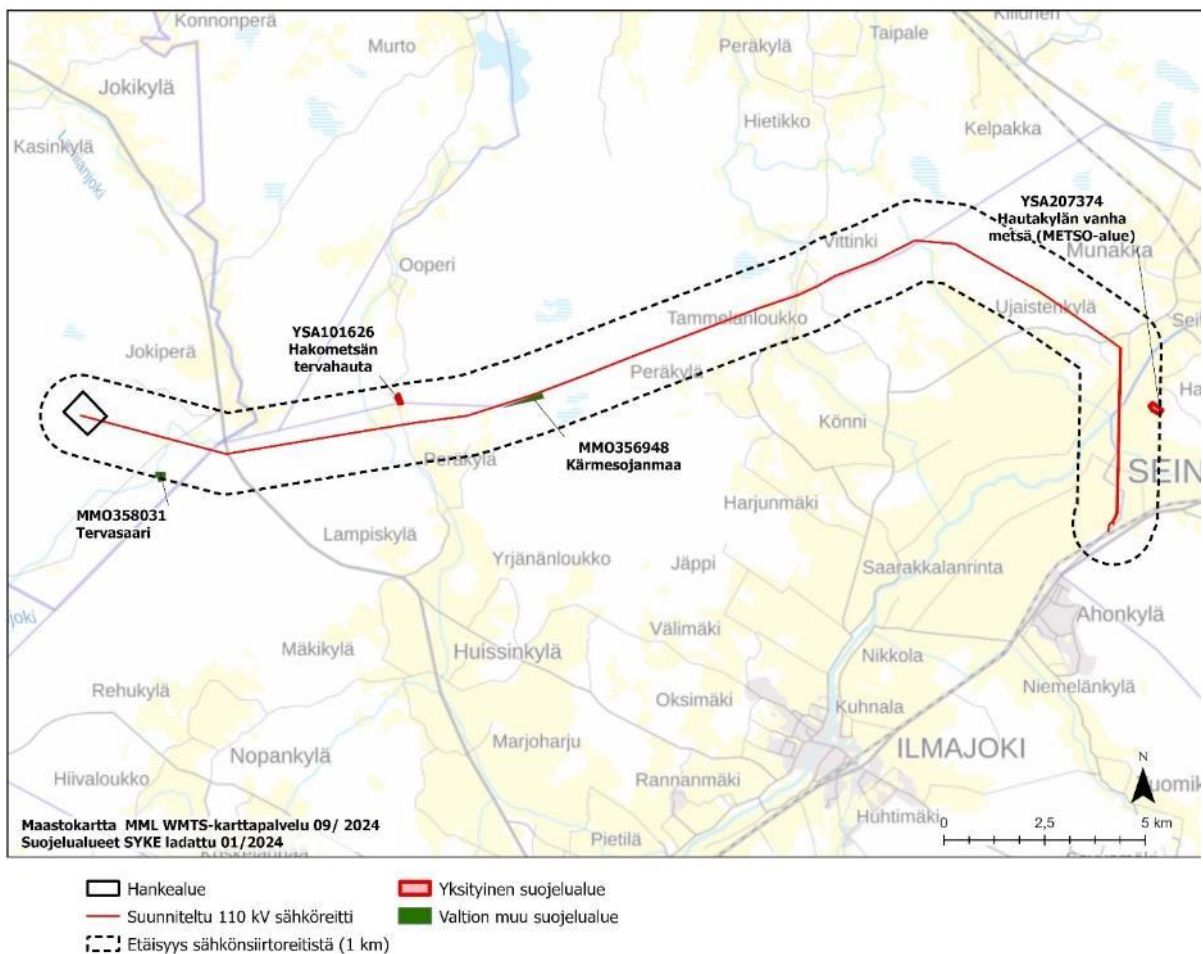 Konnonperä
Murto
Peräkylä
Taipale
Jokikylä
Hietikko
Kelpakka
Kasinkylä
YSA207374
Hautakylän vanha
metsä (METSO-alue)
Munakka
Vittinki
Ooperi
Ujaistenkylä
YSA101626
Hakometsän
tervahauta
Tammelanloukko
Jokiperä
Peräkylä
Könni
MMO356948
Kärmesojanmaa
Peräkylä
SEIN
MMO358031
Tervasaari
Harjunmäki
Lampiskylä
Yrjänänloukko
Jäppi
Saarakkalanrinta
joki
Ahonkylä
Välimäki
Mäkikylä
Huissinkylä
Nikkola
Rehukylä
Oksimäki
Niemelänkylä
Kuhnala
Marjoharju
ILMAJOKI
Nopankylä
N
Hiivaloukko
Rannanmäki
Huhtimäki
Maastokartta MML WMTS-karttapalvelu 09/ 2024
Pietilä
0 2,5 5 km
Suojelualueet SYKE ladattu 01/2024
Hankealue
Yksityinen suojelualue
Suunniteltu 110 kV sähköreitti
Valtion muu suojelualue
Etäisyys sähkönsiirtoreitistä (1 km)